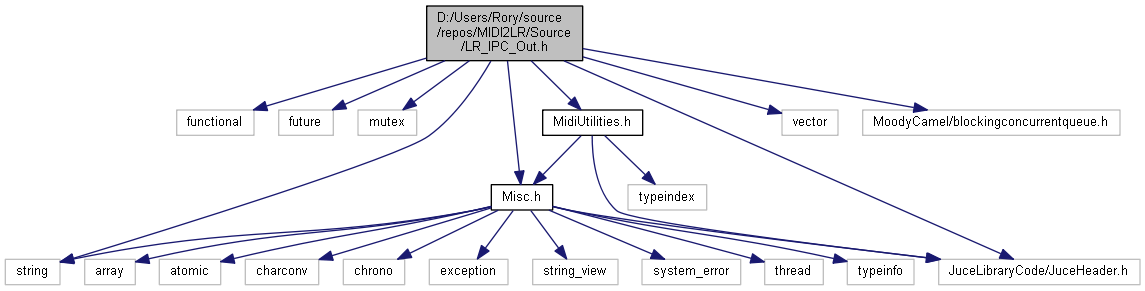 D:/Users/Rory/source
/repos/MIDI2LR/Source
/LR_IPC_Out.h
functional
future
mutex
MidiUtilities.h
vector
MoodyCamel/blockingconcurrentqueue.h
Misc.h
typeindex
string
array
atomic
charconv
chrono
exception
string_view
system_error
thread
typeinfo
JuceLibraryCode/JuceHeader.h